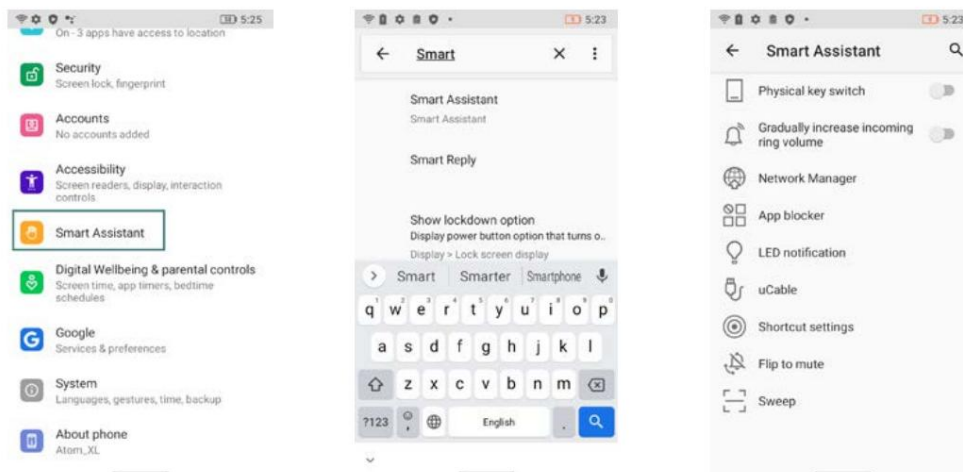 5:25
On - 3 apps have access to location
Security
Screen lock, fingerprint
Accounts
No accounts added
Accessibility
Screen readers, display, interaction
controls
Smart Assistant
Digital Wellbeing & parental controls
Screen time, app timers, bedtime
schedules
Google
Services & preferences
System
Languages, gestures, time, backup
About phone
Atom_XL
5:23
Smart
Smart Assistant
Smart Assistant
Smart Reply
Show lockdown option
Display power button option that turns o..
Display > Lock screen display
Smart Smarter Smartphone
q w e r t y u i o p
a s d f g h j k l
z x c v b n m
?123 , English .
5:23
Smart Assistant
Physical key switch
Gradually increase incoming
ring volume
Network Manager
App blocker
LED notification
uCable
Shortcut settings
Flip to mute
Sweep